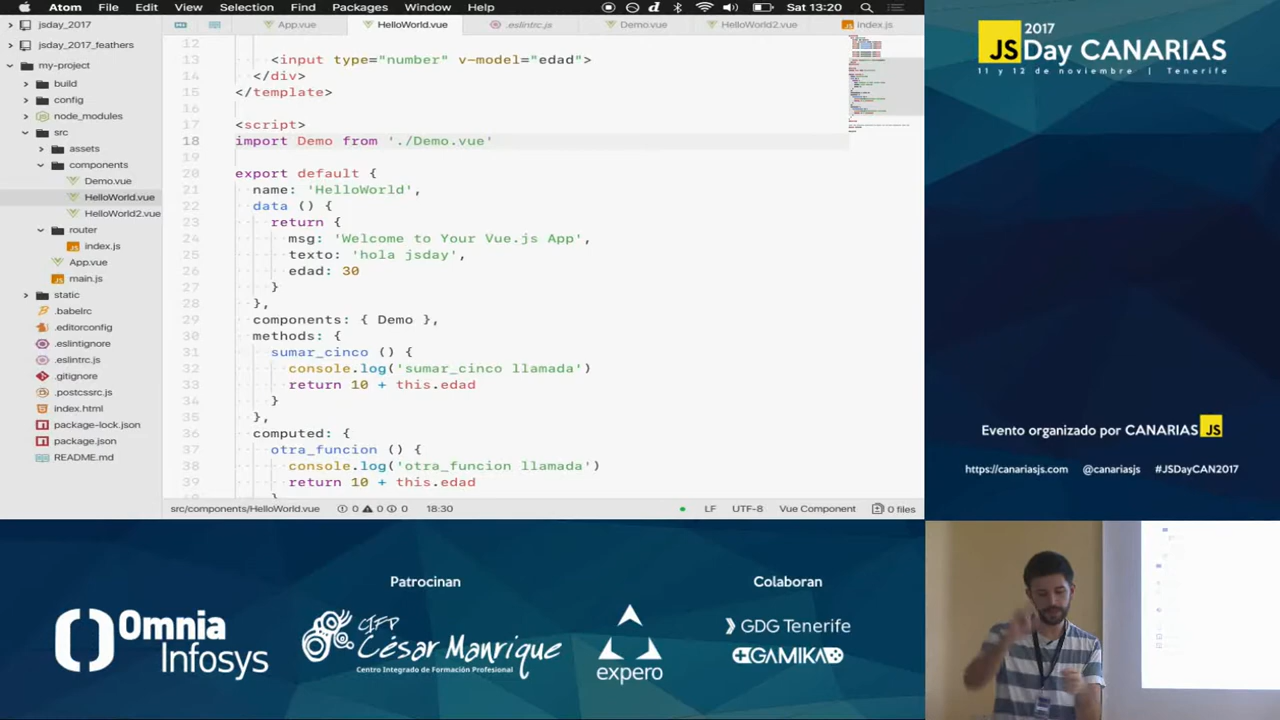 Atom File Edit View Selection Find Packages Window Help Sat 13:20
jsday_2017
jsday_2017_feathers
my-project
build
config
node_modules
src
assets
components
Demo.vue
HelloWorld.vue
HelloWorld2.vue
router
index.js
App.vue
main.js
static
.babelrc
.editorconfig
.eslintignore
.eslintrc.js
.gitignore
.postcssrc.js
index.html
package-lock.json
package.json
README.md
App.vue HelloWorld.vue .eslintrc.js Demo.vue HelloWorld2.vue index.js
12
13 <input type="number" v-model="edad">
14 </div>
15 </template>
16
17 <script>
18 import Demo from './Demo.vue'
19
20 export default {
21 name: 'HelloWorld',
22 data () {
23 return {
24 msg: 'Welcome to Your Vue.js App',
25 texto: 'hola jsday',
26 edad: 30
27 }
28 },
29 components: { Demo },
30 methods: {
31 sumar_cinco () {
32 console.log('sumar_cinco llamada')
33 return 10 + this.edad
34 }
35 },
36 computed: {
37 otra_funcion () {
38 console.log('otra_funcion llamada')
39 return 10 + this.edad
}
src/components/HelloWorld.vue 0 0 0 18:30 LF UTF-8 Vue Component 0 files
2017
JSDay CANARIAS
11 y 12 de noviembre | Tenerife
Evento organizado por CANARIAS JS
https://canariasjs.com @canariasjs #JSDayCAN2017
Patrocinan
Omnia
Infosys
CIFP
César Manrique
Centro Integrado de Formación Profesional
expero
Colaboran
GDG Tenerife
GAMIKA